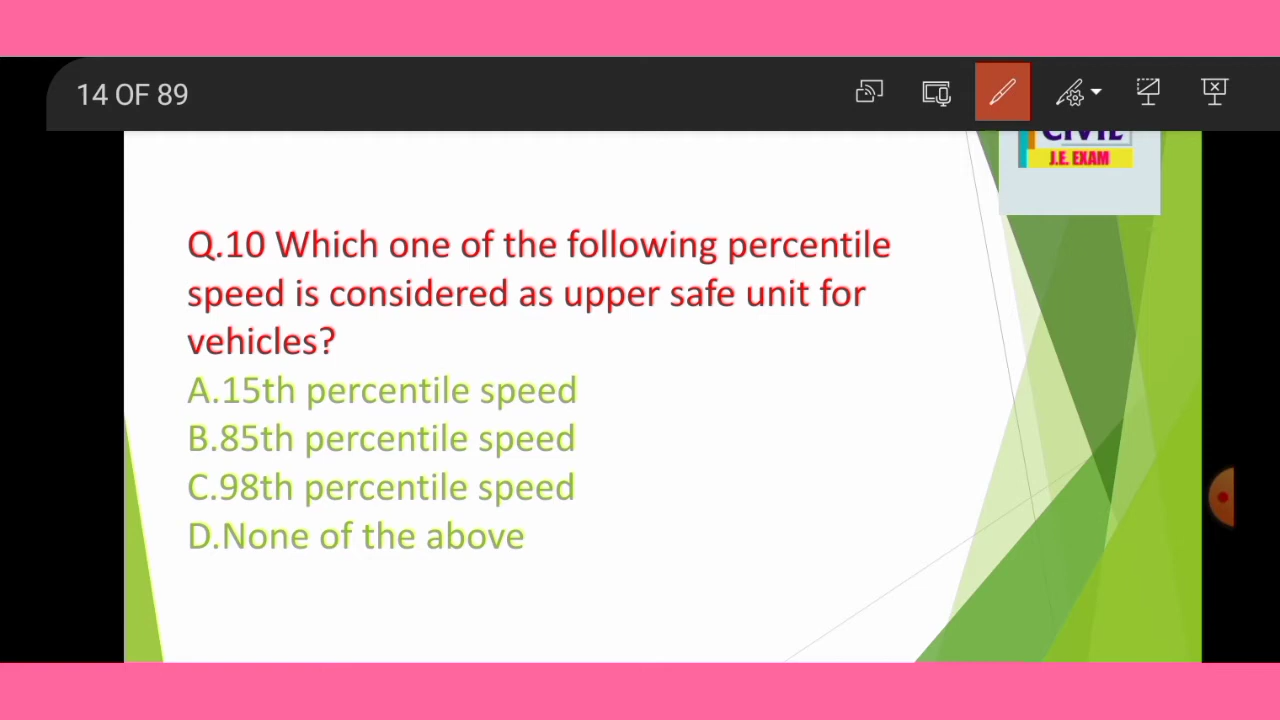 14 OF 89
CIVIL
J.E. EXAM
Q.10 Which one of the following percentile
speed is considered as upper safe unit for
vehicles?
A.15th percentile speed
B.85th percentile speed
C.98th percentile speed
D.None of the above